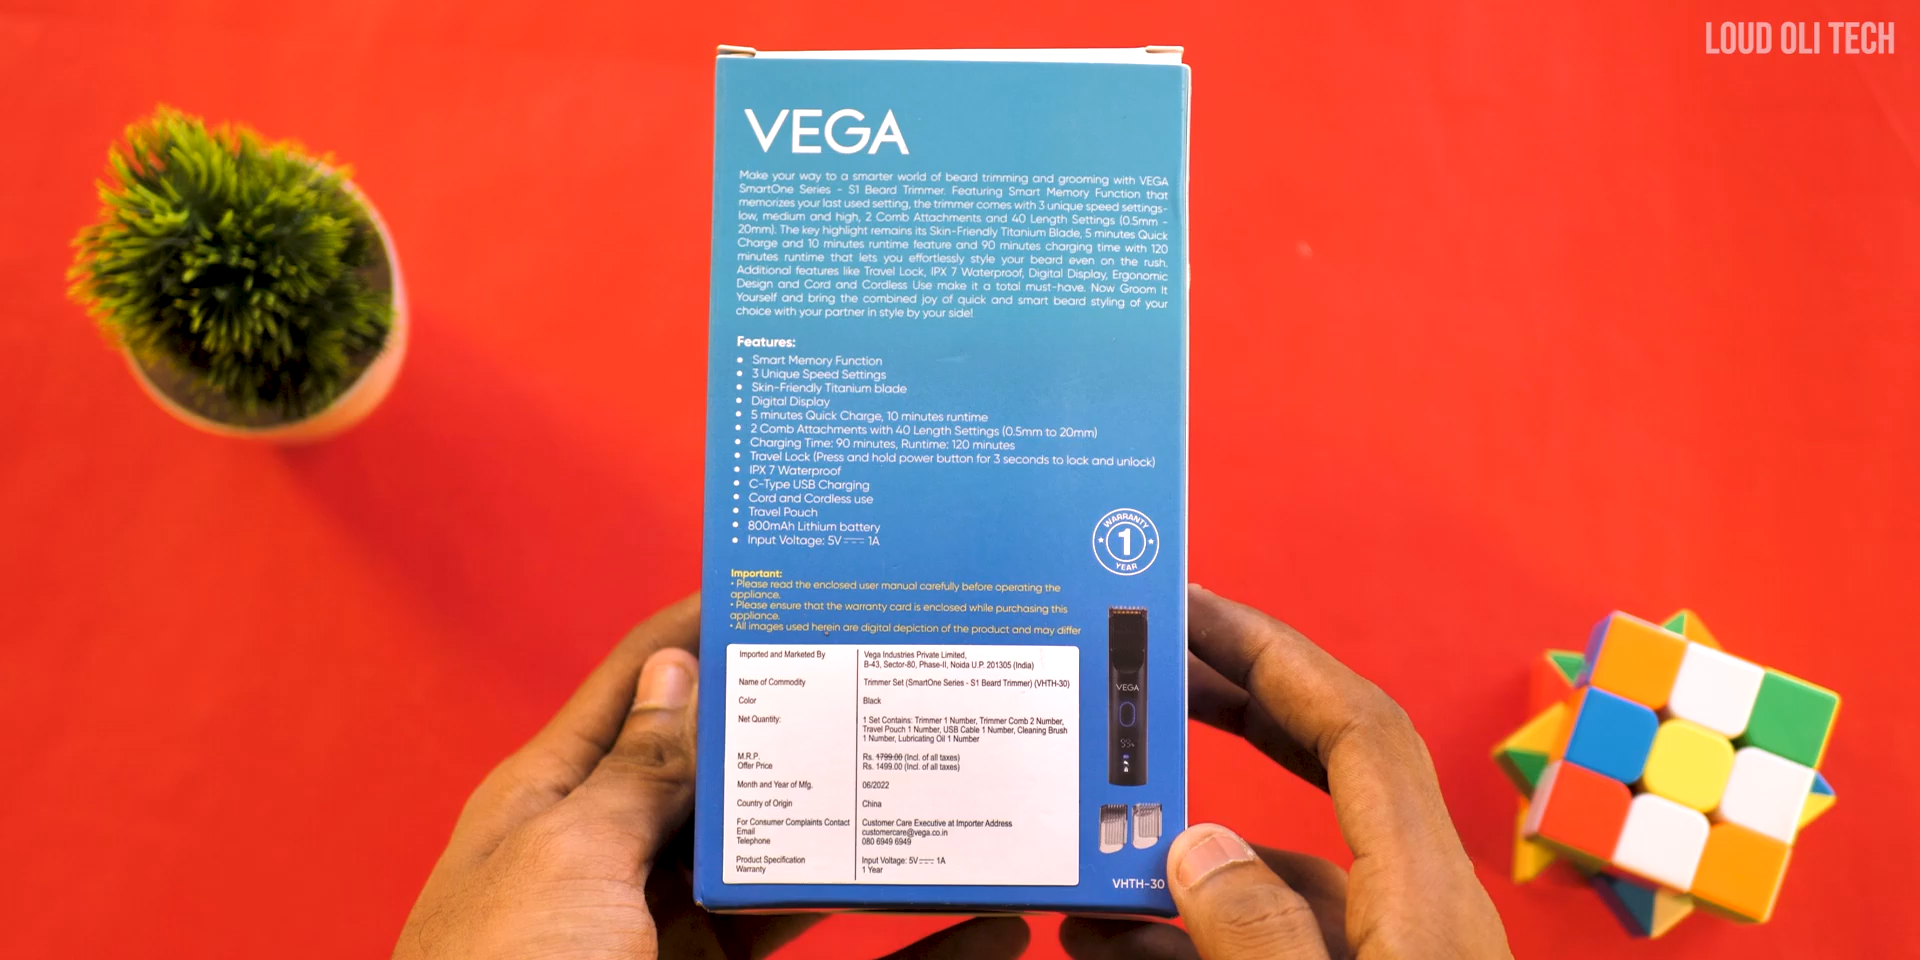 LOUD OLI TECH
VEGA
Make your way to a smarter world of beard trimming and grooming with VEGA
SmartOne Series - S1 Beard Trimmer. Featuring Smart Memory Function that
memorizes your last used setting, the trimmer comes with 3 unique speed settings-
low, medium and high, 2 Comb Attachments and 40 Length Settings (0.5mm -
20mm). The key highlight remains its Skin-Friendly Titanium Blade, 5 minutes Quick
Charge and 10 minutes runtime feature and 90 minutes charging time with 120
minutes runtime that lets you effortlessly style your beard even on the rush.
Additional features like Travel Lock, IPX 7 Waterproof, Digital Display, Ergonomic
Design and Cord and Cordless Use make it a total must-have. Now Groom It
Yourself and bring the combined joy of quick and smart beard styling of your
choice with your partner in style by your side!
Features:
• Smart Memory Function
• 3 Unique Speed Settings
• Skin-Friendly Titanium blade
• Digital Display
• 5 minutes Quick Charge, 10 minutes runtime
• 2 Comb Attachments with 40 Length Settings (0.5mm to 20mm)
• Charging Time: 90 minutes, Runtime: 120 minutes
• Travel Lock (Press and hold power button for 3 seconds to lock and unlock)
• IPX 7 Waterproof
• C-Type USB Charging
• Cord and Cordless use
• Travel Pouch
• 800mAh Lithium battery
• Input Voltage: 5V⎓ 1A
WARRANTY
1
YEAR
Important:
• Please read the enclosed user manual carefully before operating the
appliance.
• Please ensure that the warranty card is enclosed while purchasing this
appliance.
• All images used herein are digital depiction of the product and may differ
Imported and Marketed By Vega Industries Private Limited,
B-43, Sector-80, Phase-II, Noida U.P. 201305 (India)
Name of Commodity Trimmer Set (SmartOne Series - S1 Beard Trimmer) (VHTH-30)
Color Black
Net Quantity: 1 Set Contains: Trimmer 1 Number, Trimmer Comb 2 Number,
Travel Pouch 1 Number, USB Cable 1 Number, Cleaning Brush
1 Number, Lubricating Oil 1 Number
M.R.P. Rs. 1799.00 (Incl. of all taxes)
Offer Price Rs. 1499.00 (Incl. of all taxes)
Month and Year of Mfg. 06/2022
Country of Origin China
For Consumer Complaints Contact Customer Care Executive at Importer Address
Email customercare@vega.co.in
Telephone 080 6949 6949
Product Specification Input Voltage: 5V⎓ 1A
Warranty 1 Year
VEGA
VHTH-30